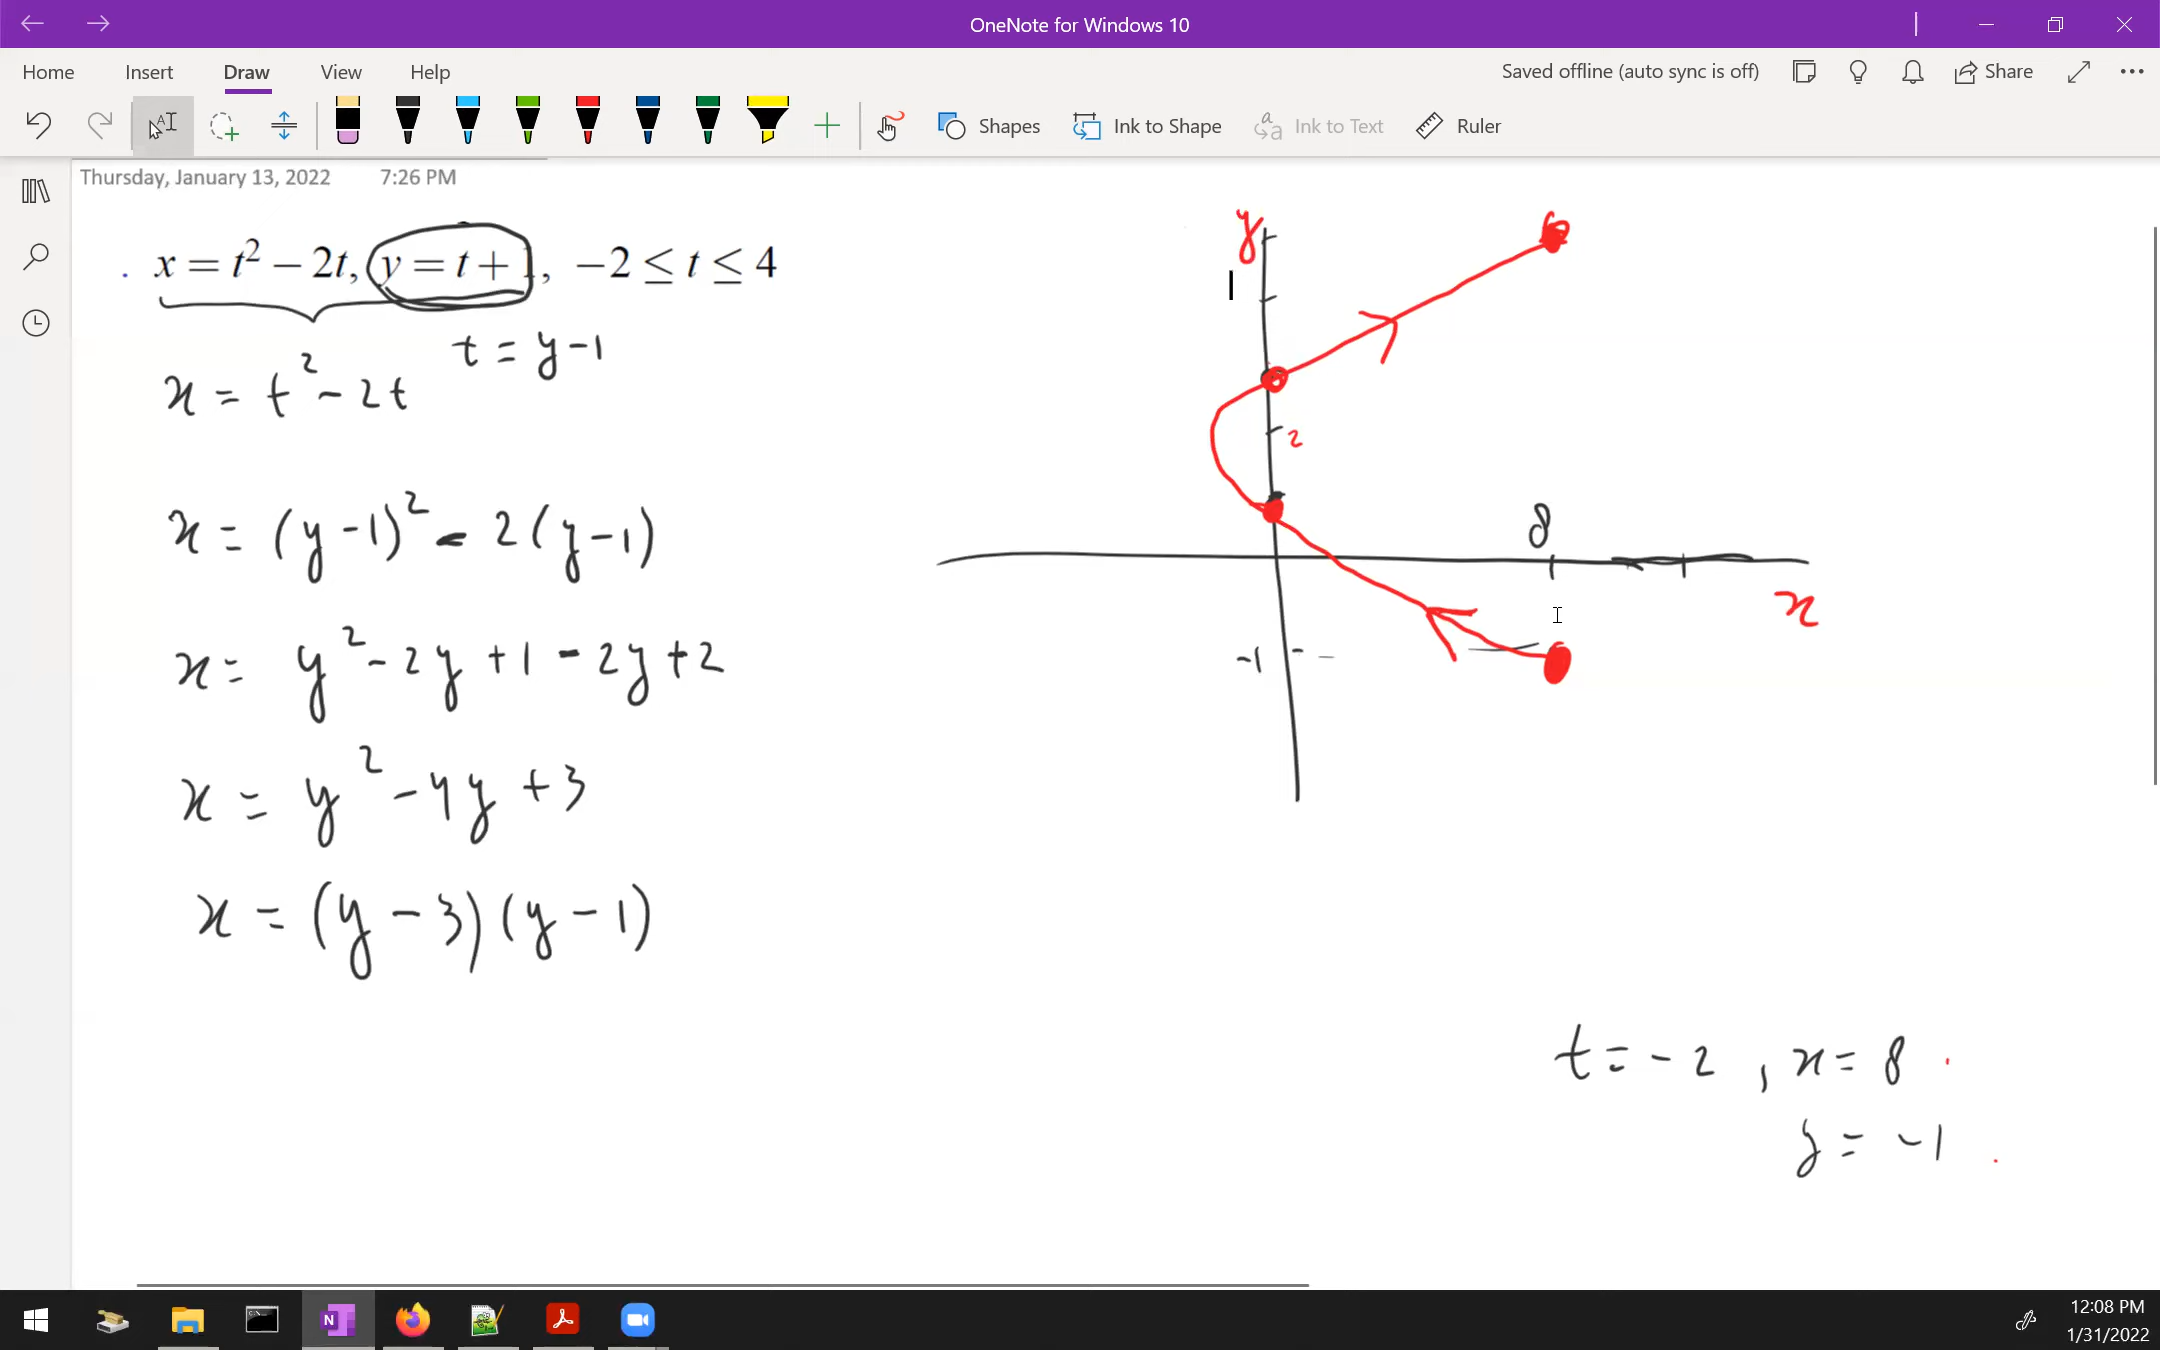 OneNote for Windows 10
Home Insert Draw View Help
Saved offline (auto sync is off) Share
Shapes Ink to Shape Ink to Text Ruler
Thursday, January 13, 2022 7:26 PM
. x = t² − 2t, y = t + 1, −2 ≤ t ≤ 4
t = y - 1
x = t² - 2t
x = (y - 1)² - 2(y - 1)
x = y² - 2y + 1 - 2y + 2
x = y² - 4y + 3
x = (y - 3)(y - 1)
y
2
8
x
-1
t = -2 , x = 8
y = -1
12:08 PM
1/31/2022